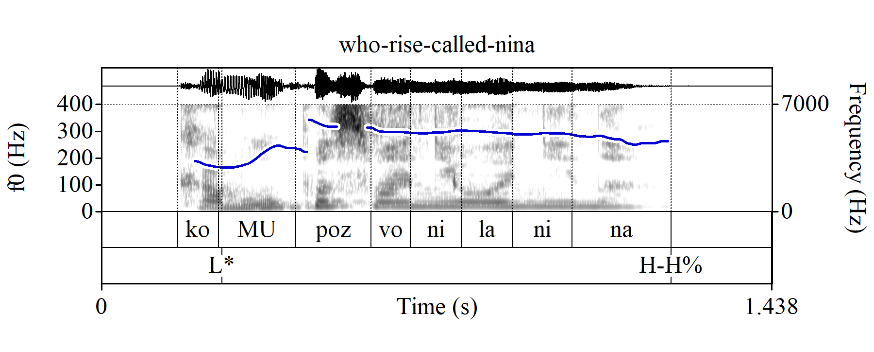 who-rise-called-nina
400
300
200
100
0
f0 (Hz)
7000
0
Frequency (Hz)
ko MU poz vo ni la ni na
L* H-H%
0 Time (s) 1.438